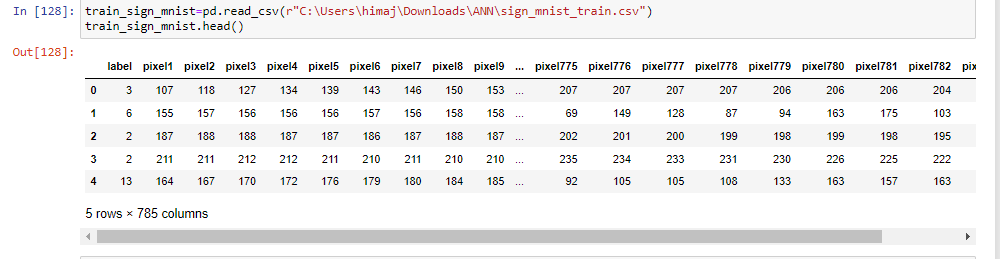 In [128]: train_sign_mnist=pd.read_csv(r"C:\Users\himaj\Downloads\ANN\sign_mnist_train.csv")
train_sign_mnist.head()
Out[128]:
label pixel1 pixel2 pixel3 pixel4 pixel5 pixel6 pixel7 pixel8 pixel9 ... pixel775 pixel776 pixel777 pixel778 pixel779 pixel780 pixel781 pixel782 pi
0 3 107 118 127 134 139 143 146 150 153 ... 207 207 207 207 206 206 206 204
1 6 155 157 156 156 156 157 156 158 158 ... 69 149 128 87 94 163 175 103
2 2 187 188 188 187 187 186 187 188 187 ... 202 201 200 199 198 199 198 195
3 2 211 211 212 212 211 210 211 210 210 ... 235 234 233 231 230 226 225 222
4 13 164 167 170 172 176 179 180 184 185 ... 92 105 105 108 133 163 157 163
5 rows × 785 columns